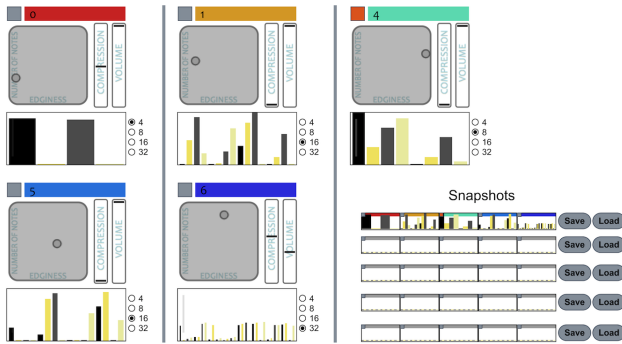 0
NUMBER OF NOTES
EDGINESS
COMPRESSION
VOLUME
4
8
16
32
1
NUMBER OF NOTES
EDGINESS
COMPRESSION
VOLUME
4
8
16
32
4
NUMBER OF NOTES
EDGINESS
COMPRESSION
VOLUME
4
8
16
32
5
NUMBER OF NOTES
EDGINESS
COMPRESSION
VOLUME
4
8
16
32
6
NUMBER OF NOTES
EDGINESS
COMPRESSION
VOLUME
4
8
16
32
Snapshots
Save Load
Save Load
Save Load
Save Load
Save Load